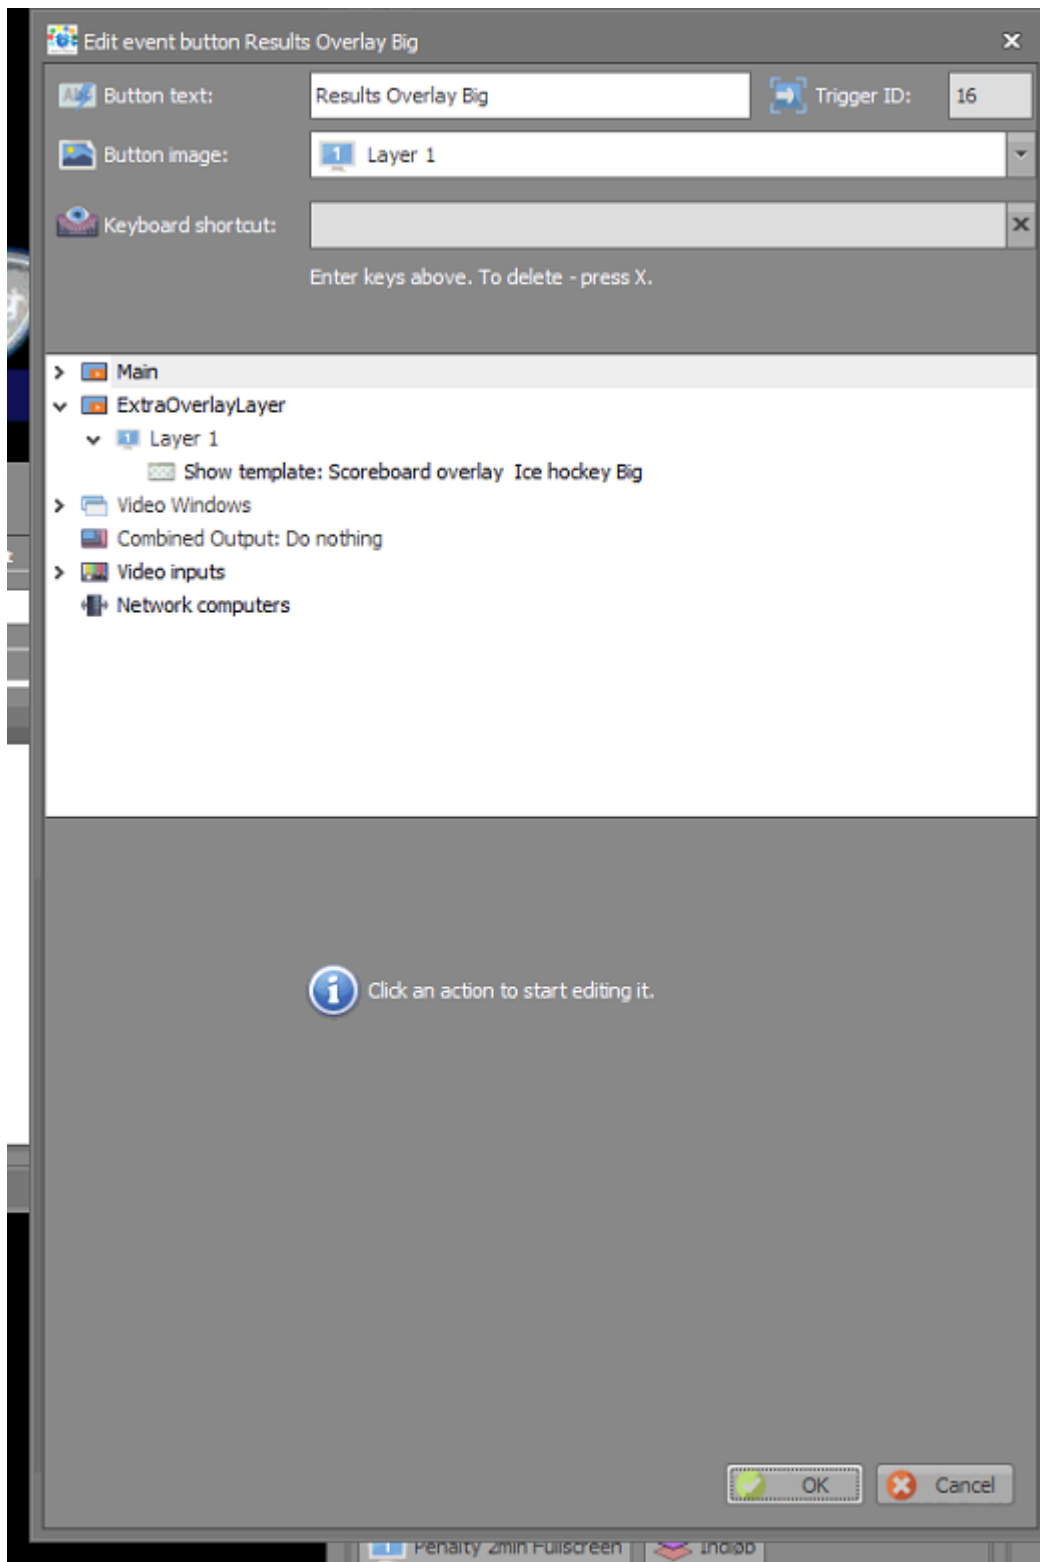 Edit event button Results Overlay Big
Button text: Results Overlay Big Trigger ID: 16
Button image: 1 Layer 1
Keyboard shortcut:
Enter keys above. To delete - press X.
Main
ExtraOverlayLayer
1 Layer 1
Show template: Scoreboard overlay  Ice hockey Big
Video Windows
Combined Output: Do nothing
Video inputs
Network computers
Click an action to start editing it.
OK Cancel
Penalty 2min Fullscreen Indløb